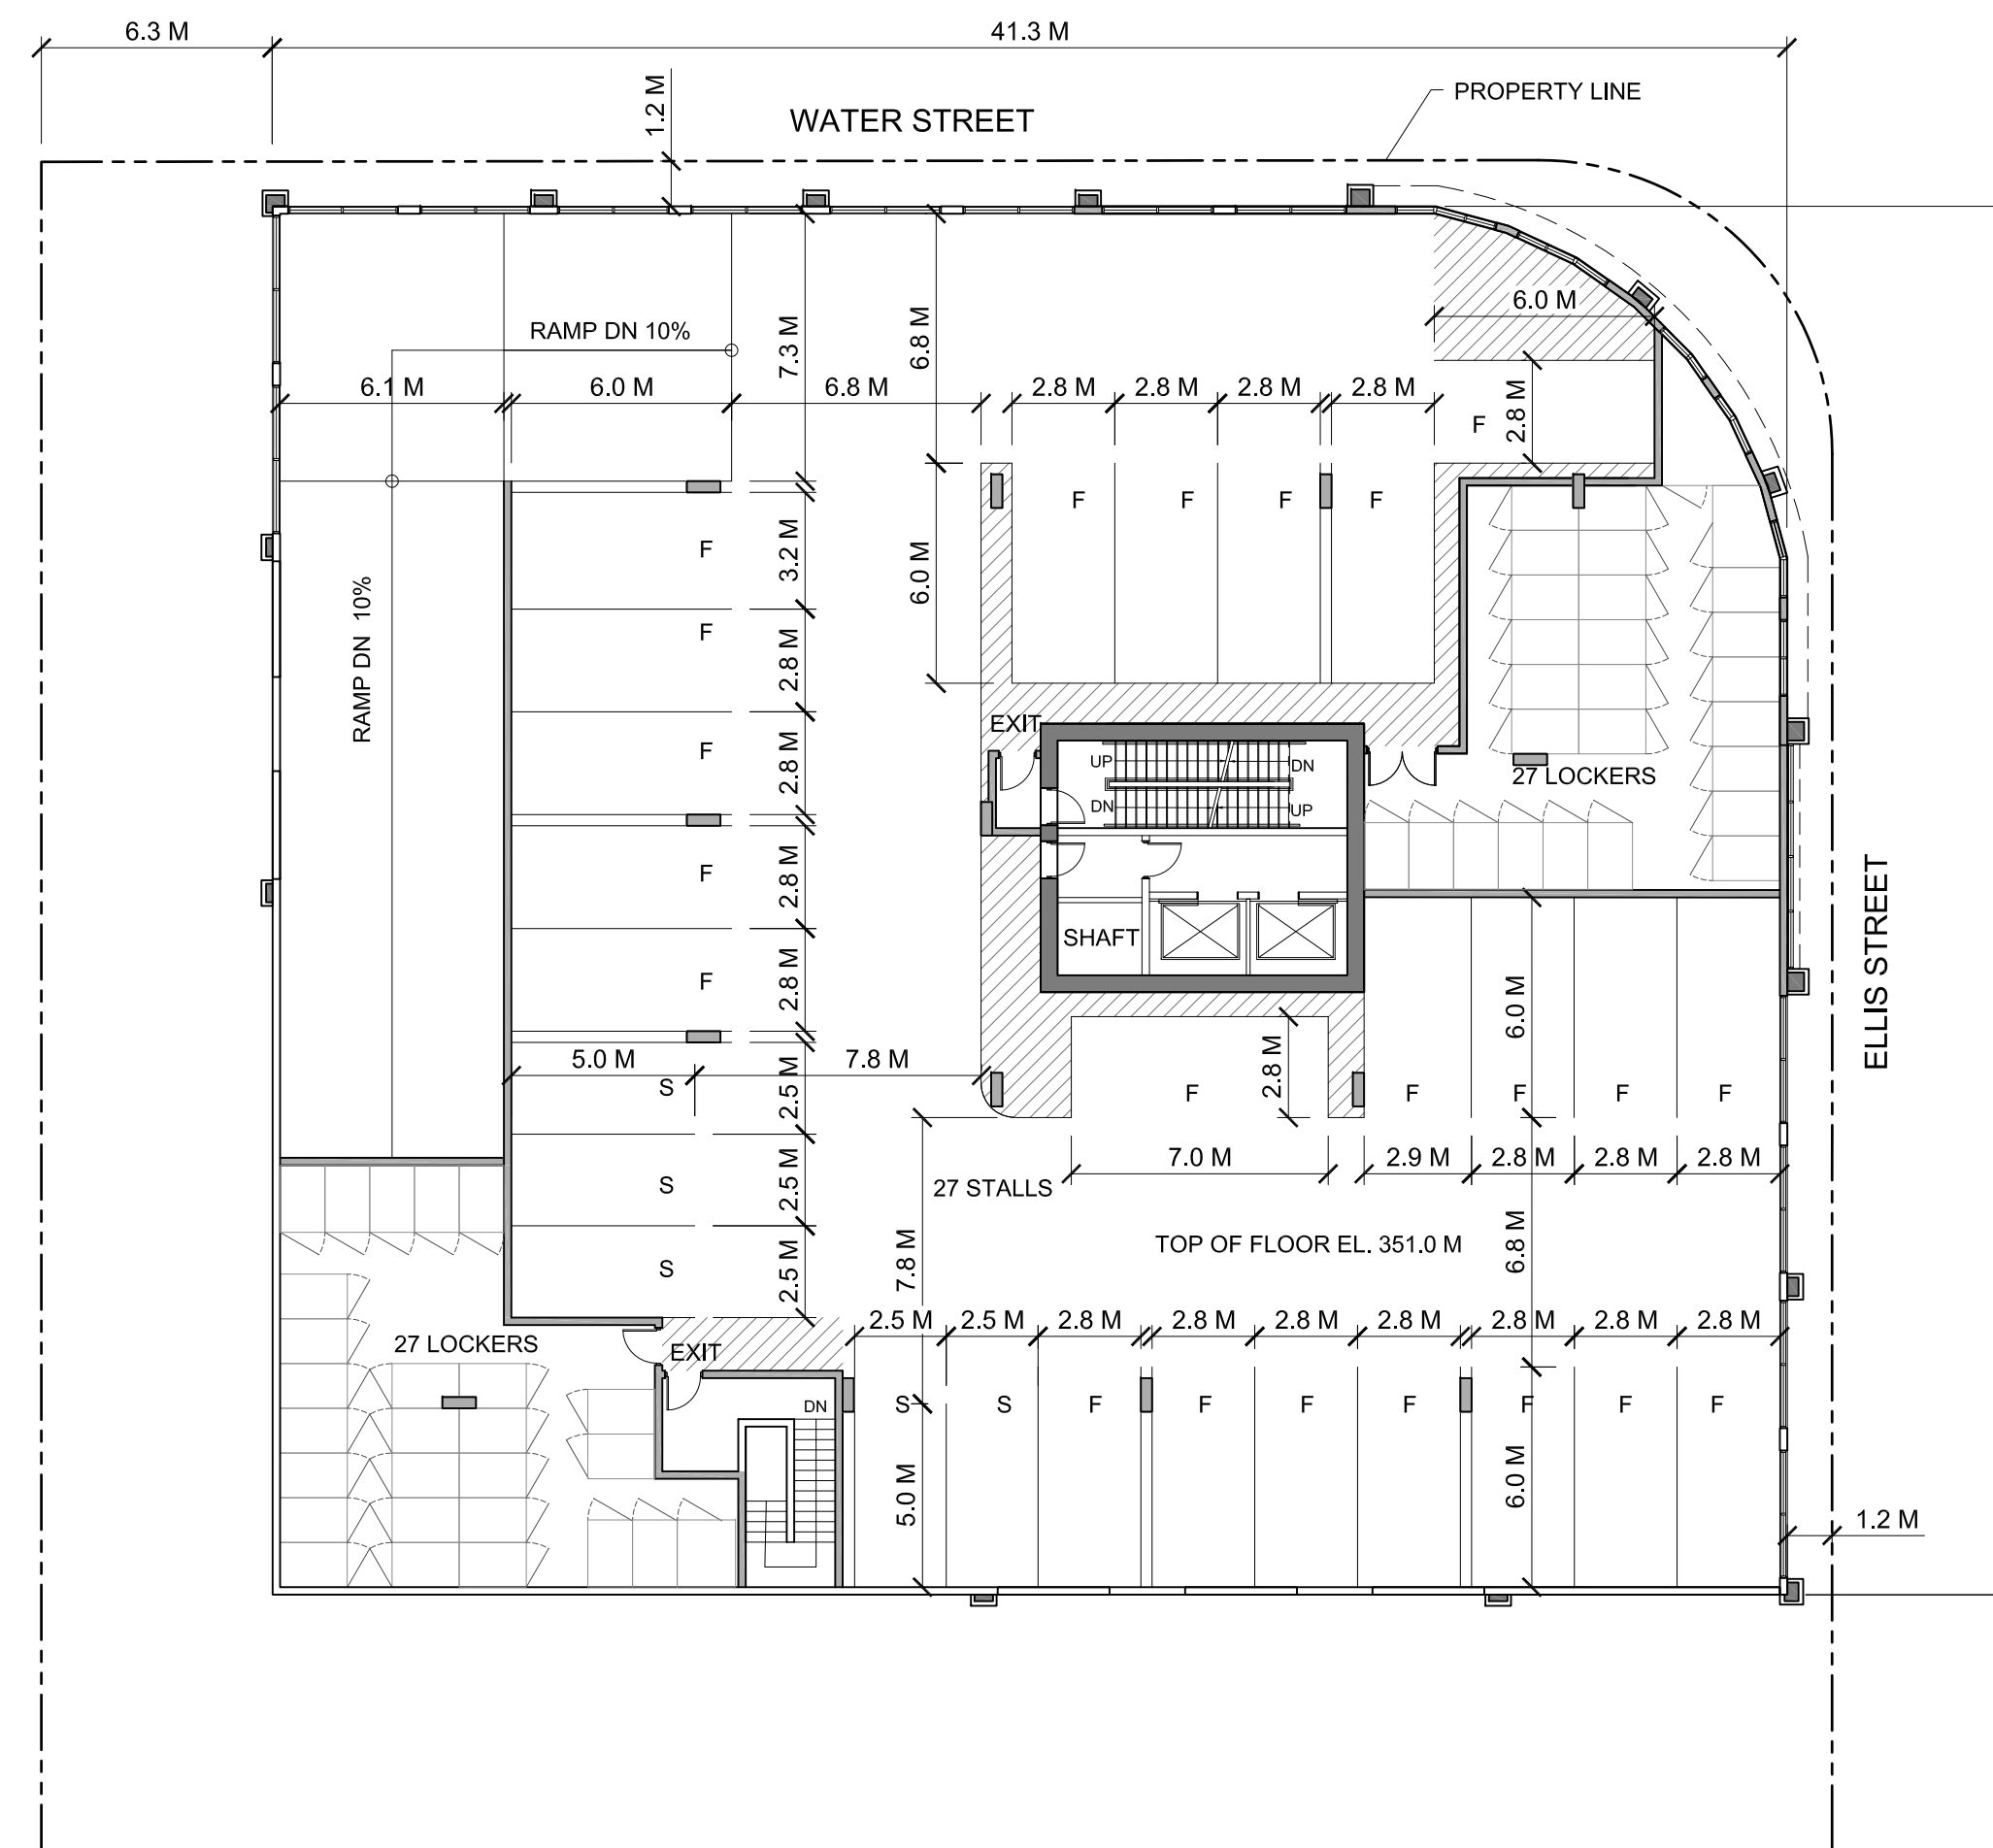 6.3 M
41.3 M
1.2 M
WATER STREET
PROPERTY LINE
6.0 M
RAMP DN 10%
7.3 M
6.8 M
6.1 M
6.0 M
6.8 M
2.8 M
2.8 M
2.8 M
2.8 M
2.8 M
F
F
F
F
F
F
3.2 M
6.0 M
RAMP DN 10%
F
2.8 M
EXIT
F
2.8 M
UP
DN
DN
UP
27 LOCKERS
F
2.8 M
SHAFT
ELLIS STREET
F
2.8 M
6.0 M
5.0 M
7.8 M
S
2.5 M
2.8 M
F
F
F
F
F
7.0 M
2.9 M
2.8 M
2.8 M
2.8 M
S
2.5 M
27 STALLS
TOP OF FLOOR EL. 351.0 M
7.8 M
6.8 M
S
2.5 M
2.5 M
2.5 M
2.8 M
2.8 M
2.8 M
2.8 M
2.8 M
2.8 M
2.8 M
27 LOCKERS
EXIT
DN
S
S
F
F
F
F
F
F
F
5.0 M
6.0 M
1.2 M